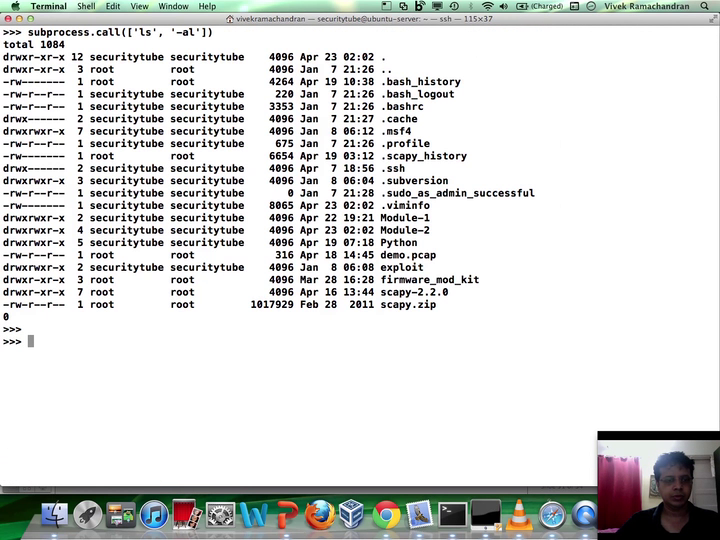 Terminal Shell Edit View Window Help (Charged) Vivek Ramachandran
vivekramachandran — securitytube@ubuntu-server: ~ — ssh — 115×37
>>> subprocess.call(['ls', '-al'])
total 1084
drwxr-xr-x 12 securitytube securitytube 4096 Apr 23 02:02 .
drwxr-xr-x 3 root root 4096 Jan 7 21:26 ..
-rw------- 1 root root 4264 Apr 19 10:38 .bash_history
-rw-r--r-- 1 securitytube securitytube 220 Jan 7 21:26 .bash_logout
-rw-r--r-- 1 securitytube securitytube 3353 Jan 7 21:26 .bashrc
drwx------ 2 securitytube securitytube 4096 Jan 7 21:27 .cache
drwxrwxr-x 7 securitytube securitytube 4096 Jan 8 06:12 .msf4
-rw-r--r-- 1 securitytube securitytube 675 Jan 7 21:26 .profile
-rw------- 1 root root 6654 Apr 19 03:12 .scapy_history
drwx------ 2 securitytube securitytube 4096 Apr 7 18:56 .ssh
drwxrwxr-x 3 securitytube securitytube 4096 Jan 8 06:04 .subversion
-rw-r--r-- 1 securitytube securitytube 0 Jan 7 21:28 .sudo_as_admin_successful
-rw------- 1 securitytube securitytube 8065 Apr 23 02:02 .viminfo
drwxrwxr-x 2 securitytube securitytube 4096 Apr 22 19:21 Module-1
drwxrwxr-x 4 securitytube securitytube 4096 Apr 23 02:02 Module-2
drwxrwxr-x 5 securitytube securitytube 4096 Apr 19 07:18 Python
-rw-r--r-- 1 root root 316 Apr 18 14:45 demo.pcap
drwxrwxr-x 2 securitytube securitytube 4096 Jan 8 06:08 exploit
drwxr-xr-x 3 root root 4096 Mar 28 16:28 firmware_mod_kit
drwxr-xr-x 7 root root 4096 Apr 16 13:44 scapy-2.2.0
-rw-r--r-- 1 root root 1017929 Feb 28 2011 scapy.zip
0
>>>
>>>